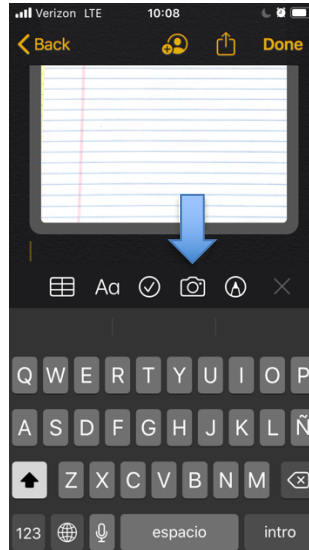 Verizon LTE 10:08
Back Done
Aa
Q W E R T Y U I O P
A S D F G H J K L Ñ
Z X C V B N M
123 espacio intro